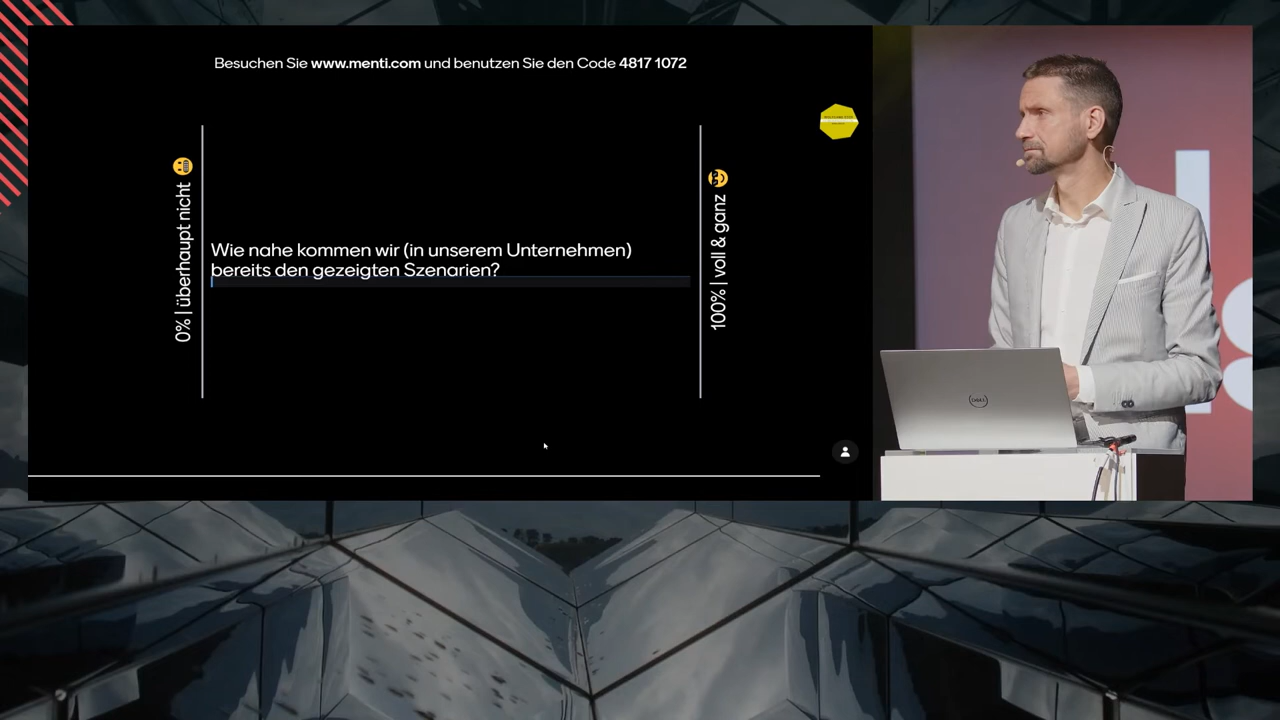 Besuchen Sie www.menti.com und benutzen Sie den Code 4817 1072
0% | überhaupt nicht 😬
Wie nahe kommen wir (in unserem Unternehmen)
bereits den gezeigten Szenarien?
100% | voll & ganz 😎
DELL